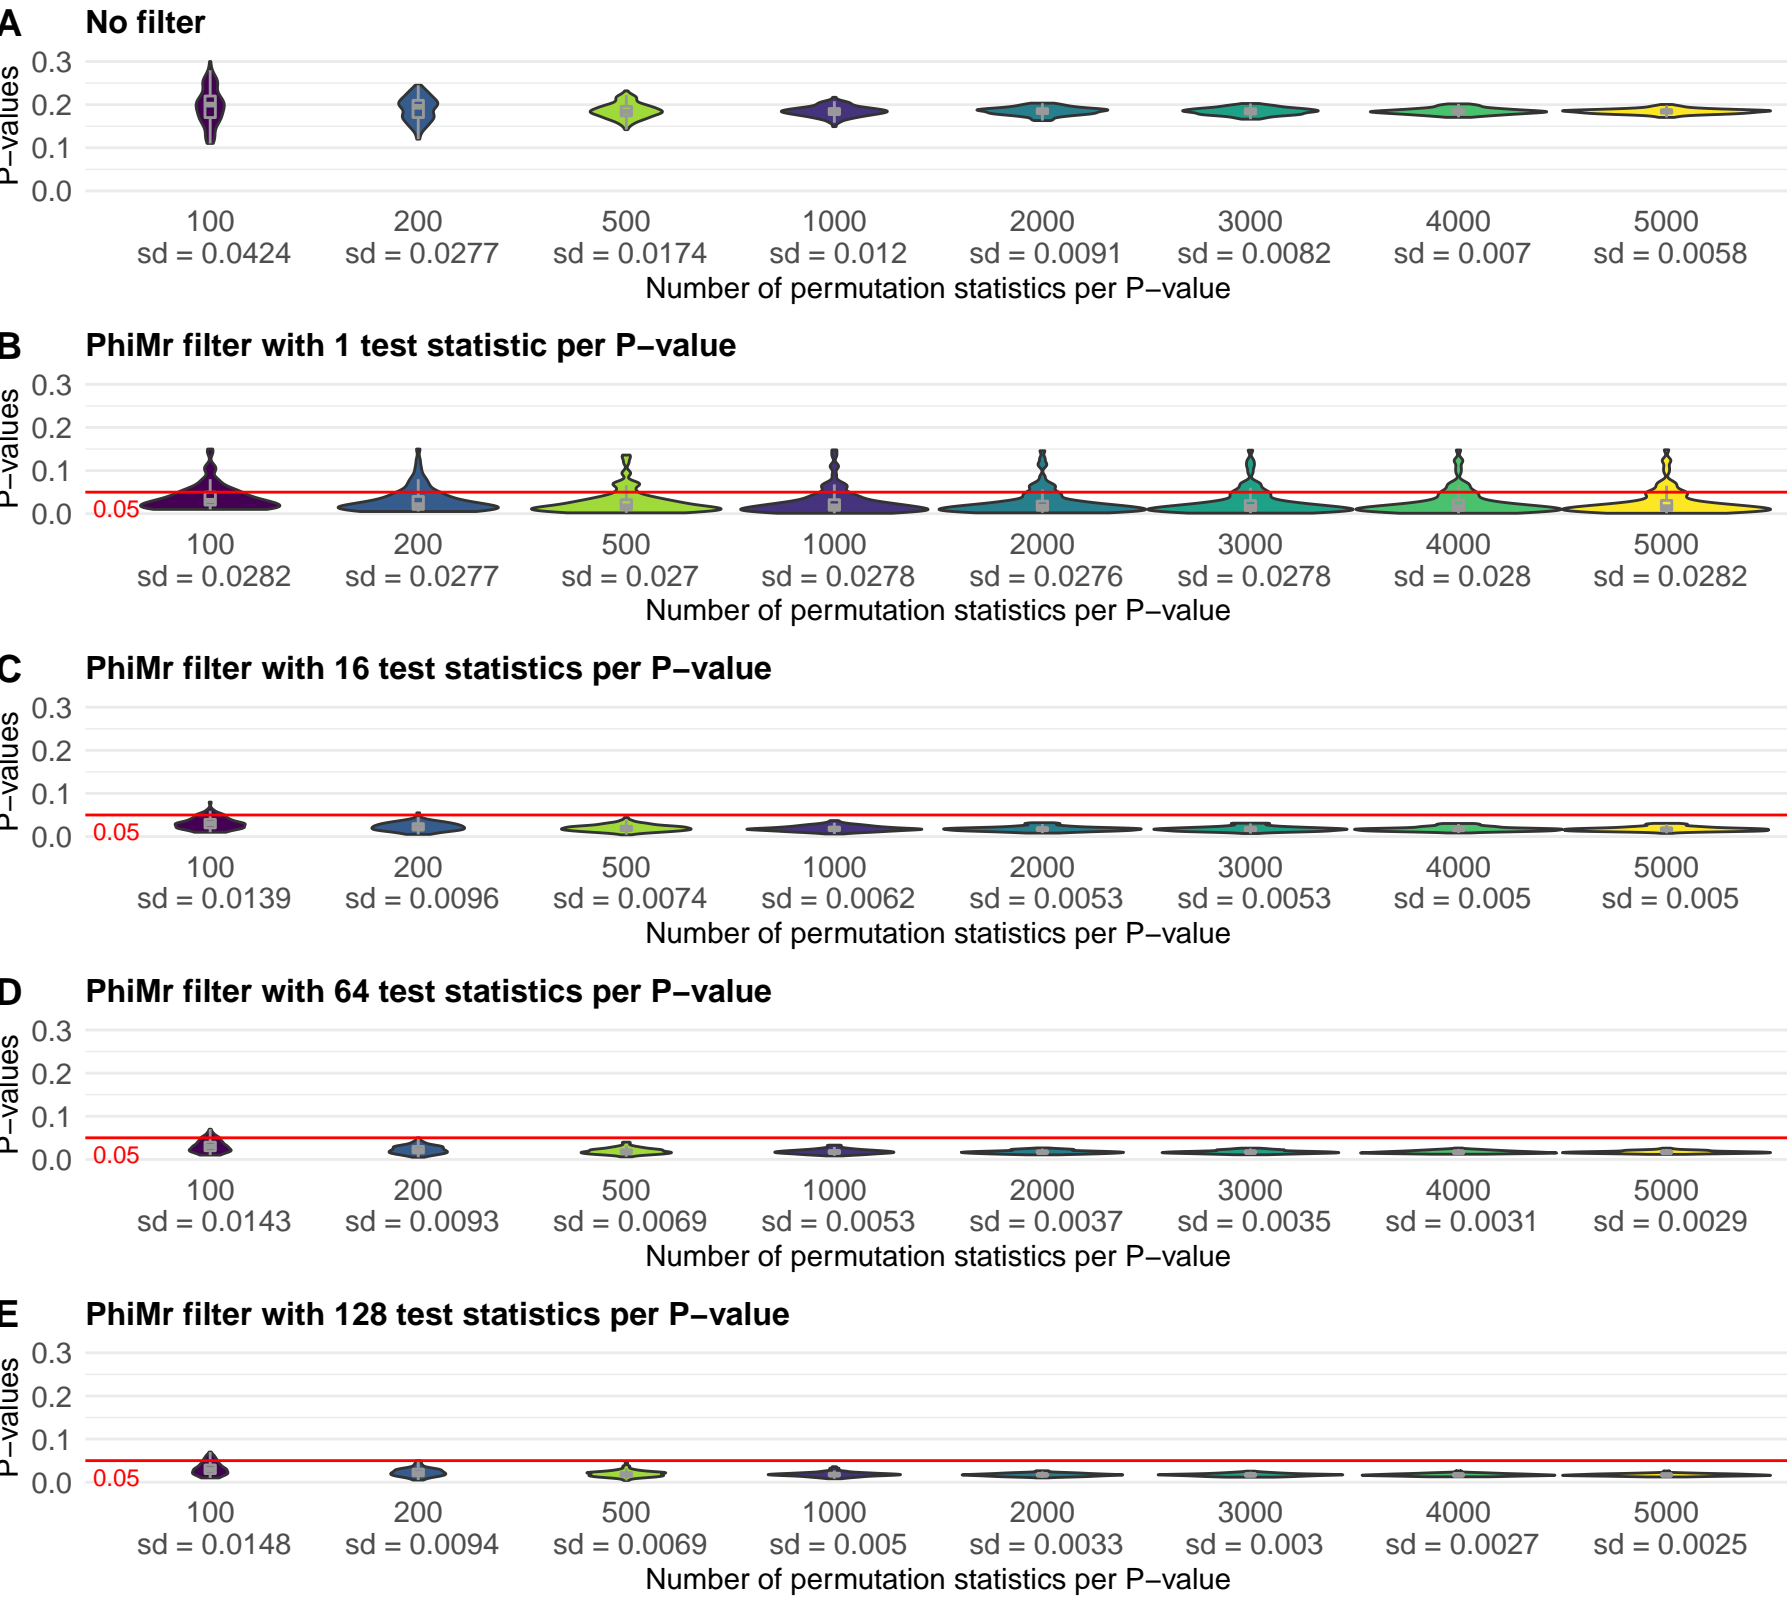 A No filter
P–values
0.3
0.2
0.1
0.0
100 200 500 1000 2000 3000 4000 5000
sd = 0.0424 sd = 0.0277 sd = 0.0174 sd = 0.012 sd = 0.0091 sd = 0.0082 sd = 0.007 sd = 0.0058
Number of permutation statistics per P–value
B PhiMr filter with 1 test statistic per P–value
P–values
0.3
0.2
0.1
0.05
0.0
100 200 500 1000 2000 3000 4000 5000
sd = 0.0282 sd = 0.0277 sd = 0.027 sd = 0.0278 sd = 0.0276 sd = 0.0278 sd = 0.028 sd = 0.0282
Number of permutation statistics per P–value
C PhiMr filter with 16 test statistics per P–value
P–values
0.3
0.2
0.1
0.05
0.0
100 200 500 1000 2000 3000 4000 5000
sd = 0.0139 sd = 0.0096 sd = 0.0074 sd = 0.0062 sd = 0.0053 sd = 0.0053 sd = 0.005 sd = 0.005
Number of permutation statistics per P–value
D PhiMr filter with 64 test statistics per P–value
P–values
0.3
0.2
0.1
0.05
0.0
100 200 500 1000 2000 3000 4000 5000
sd = 0.0143 sd = 0.0093 sd = 0.0069 sd = 0.0053 sd = 0.0037 sd = 0.0035 sd = 0.0031 sd = 0.0029
Number of permutation statistics per P–value
E PhiMr filter with 128 test statistics per P–value
P–values
0.3
0.2
0.1
0.05
0.0
100 200 500 1000 2000 3000 4000 5000
sd = 0.0148 sd = 0.0094 sd = 0.0069 sd = 0.005 sd = 0.0033 sd = 0.003 sd = 0.0027 sd = 0.0025
Number of permutation statistics per P–value